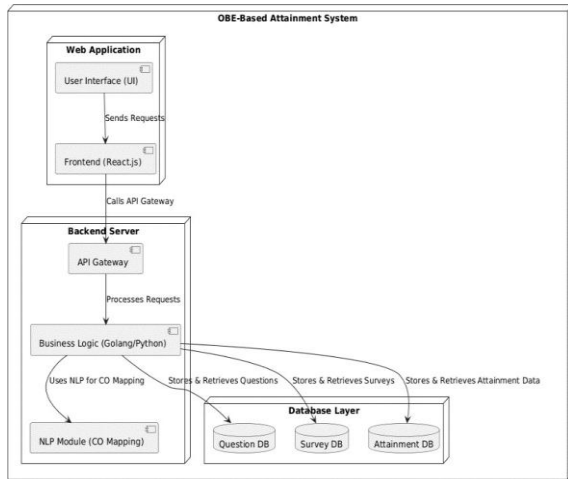 OBE-Based Attainment System
Web Application
User Interface (UI)
Sends Requests
Frontend (React.js)
Calls API Gateway
Backend Server
API Gateway
Processes Requests
Business Logic (Golang/Python)
Uses NLP for CO Mapping
Stores & Retrieves Questions
Stores & Retrieves Surveys
Stores & Retrieves Attainment Data
NLP Module (CO Mapping)
Database Layer
Question DB
Survey DB
Attainment DB